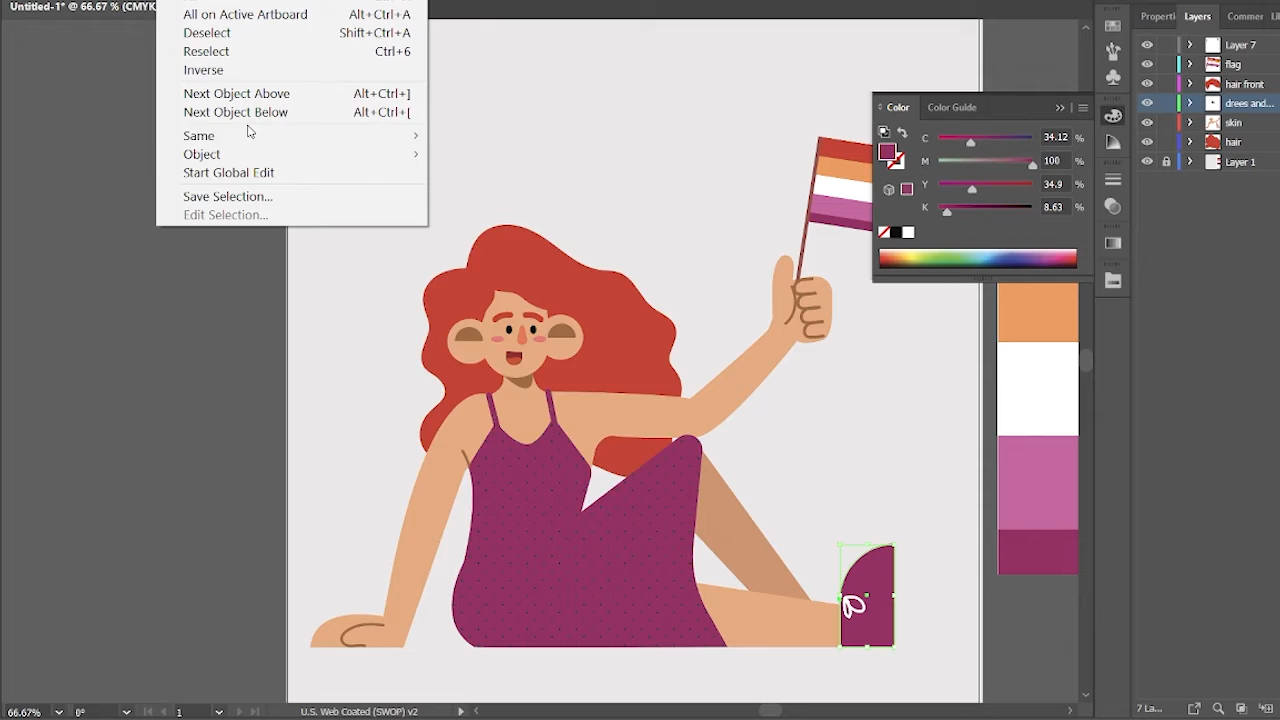 Untitled-1* @ 66.67 % (CMYK
All on Active Artboard Alt+Ctrl+A
Deselect Shift+Ctrl+A
Reselect Ctrl+6
Inverse
Next Object Above Alt+Ctrl+]
Next Object Below Alt+Ctrl+[
Same
Object
Start Global Edit
Save Selection...
Edit Selection...
Color Color Guide
C 34.12 %
M 100 %
Y 34.9 %
K 8.63 %
Properti Layers Commer Li
Layer 7
flag
hair front
drees and...
skin
hair
Layer 1
66.67% 0° 1 U.S. Web Coated (SWOP) v2
7 La...